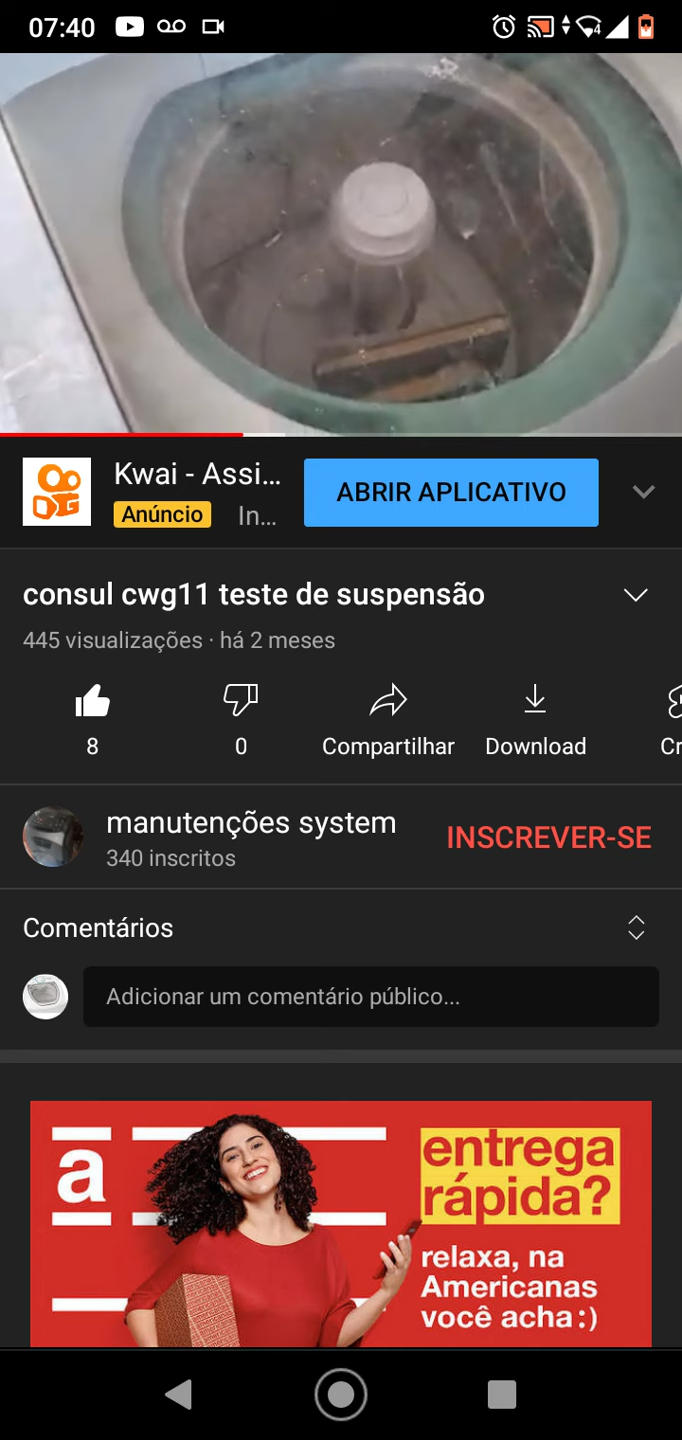 07:40
4
Kwai - Assi...
ABRIR APLICATIVO
Anúncio In...
consul cwg11 teste de suspensão
445 visualizações · há 2 meses
8
0
Compartilhar
Download
Cr
manutenções system
340 inscritos
INSCREVER-SE
Comentários
Adicionar um comentário público...
a
entrega
rápida?
relaxa, na
Americanas
você acha:)